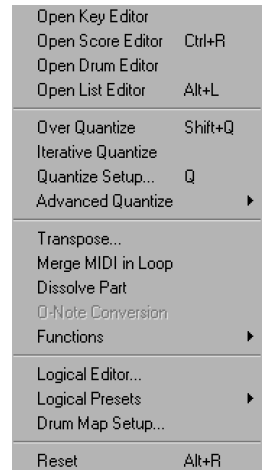 Open Key Editor
Open Score Editor Ctrl+R
Open Drum Editor
Open List Editor Alt+L
Over Quantize Shift+Q
Iterative Quantize
Quantize Setup... Q
Advanced Quantize
Transpose...
Merge MIDI in Loop
Dissolve Part
O-Note Conversion
Functions
Logical Editor...
Logical Presets
Drum Map Setup...
Reset Alt+R